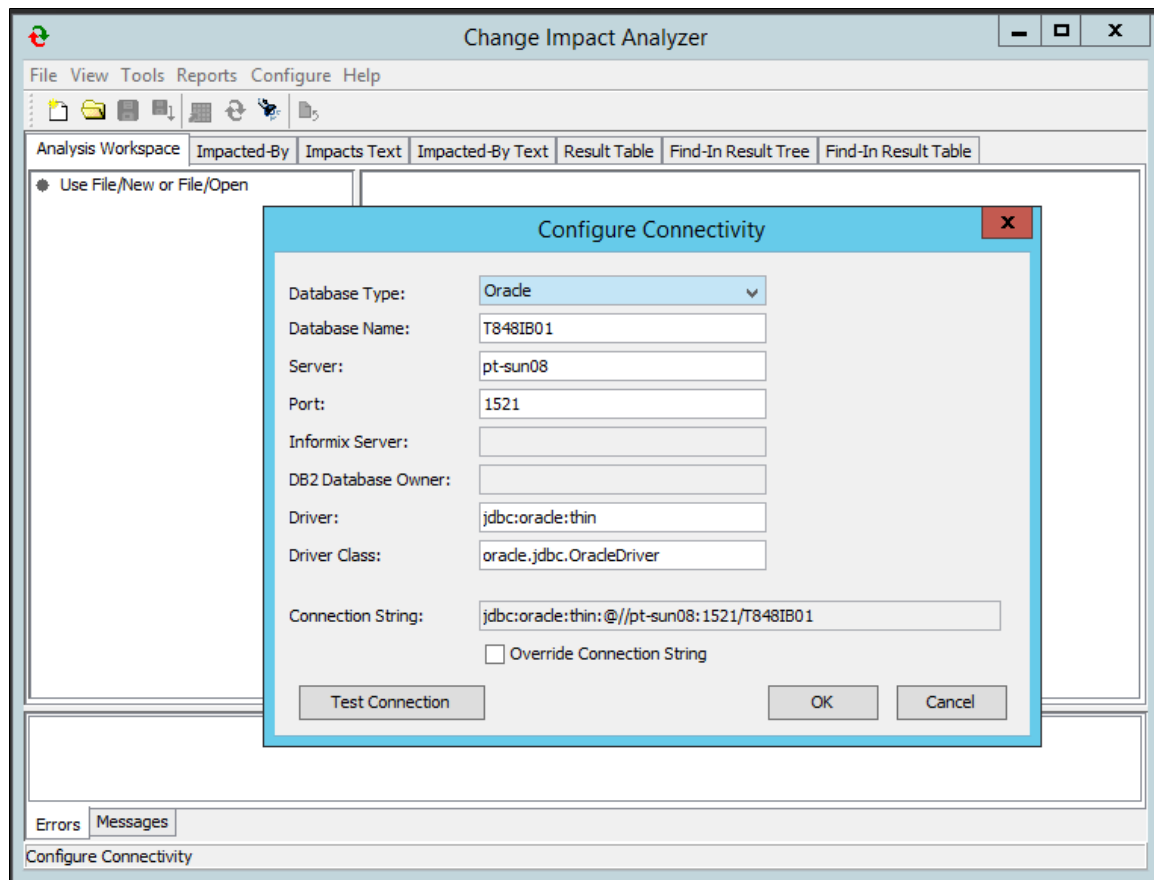 Change Impact Analyzer
File View Tools Reports Configure Help
Analysis Workspace Impacted-By Impacts Text Impacted-By Text Result Table Find-In Result Tree Find-In Result Table
Use File/New or File/Open
Configure Connectivity
Database Type: Oracle
Database Name: T848IB01
Server: pt-sun08
Port: 1521
Informix Server:
DB2 Database Owner:
Driver: jdbc:oracle:thin
Driver Class: oracle.jdbc.OracleDriver
Connection String: jdbc:oracle:thin:@//pt-sun08:1521/T848IB01
Override Connection String
Test Connection OK Cancel
Errors Messages
Configure Connectivity